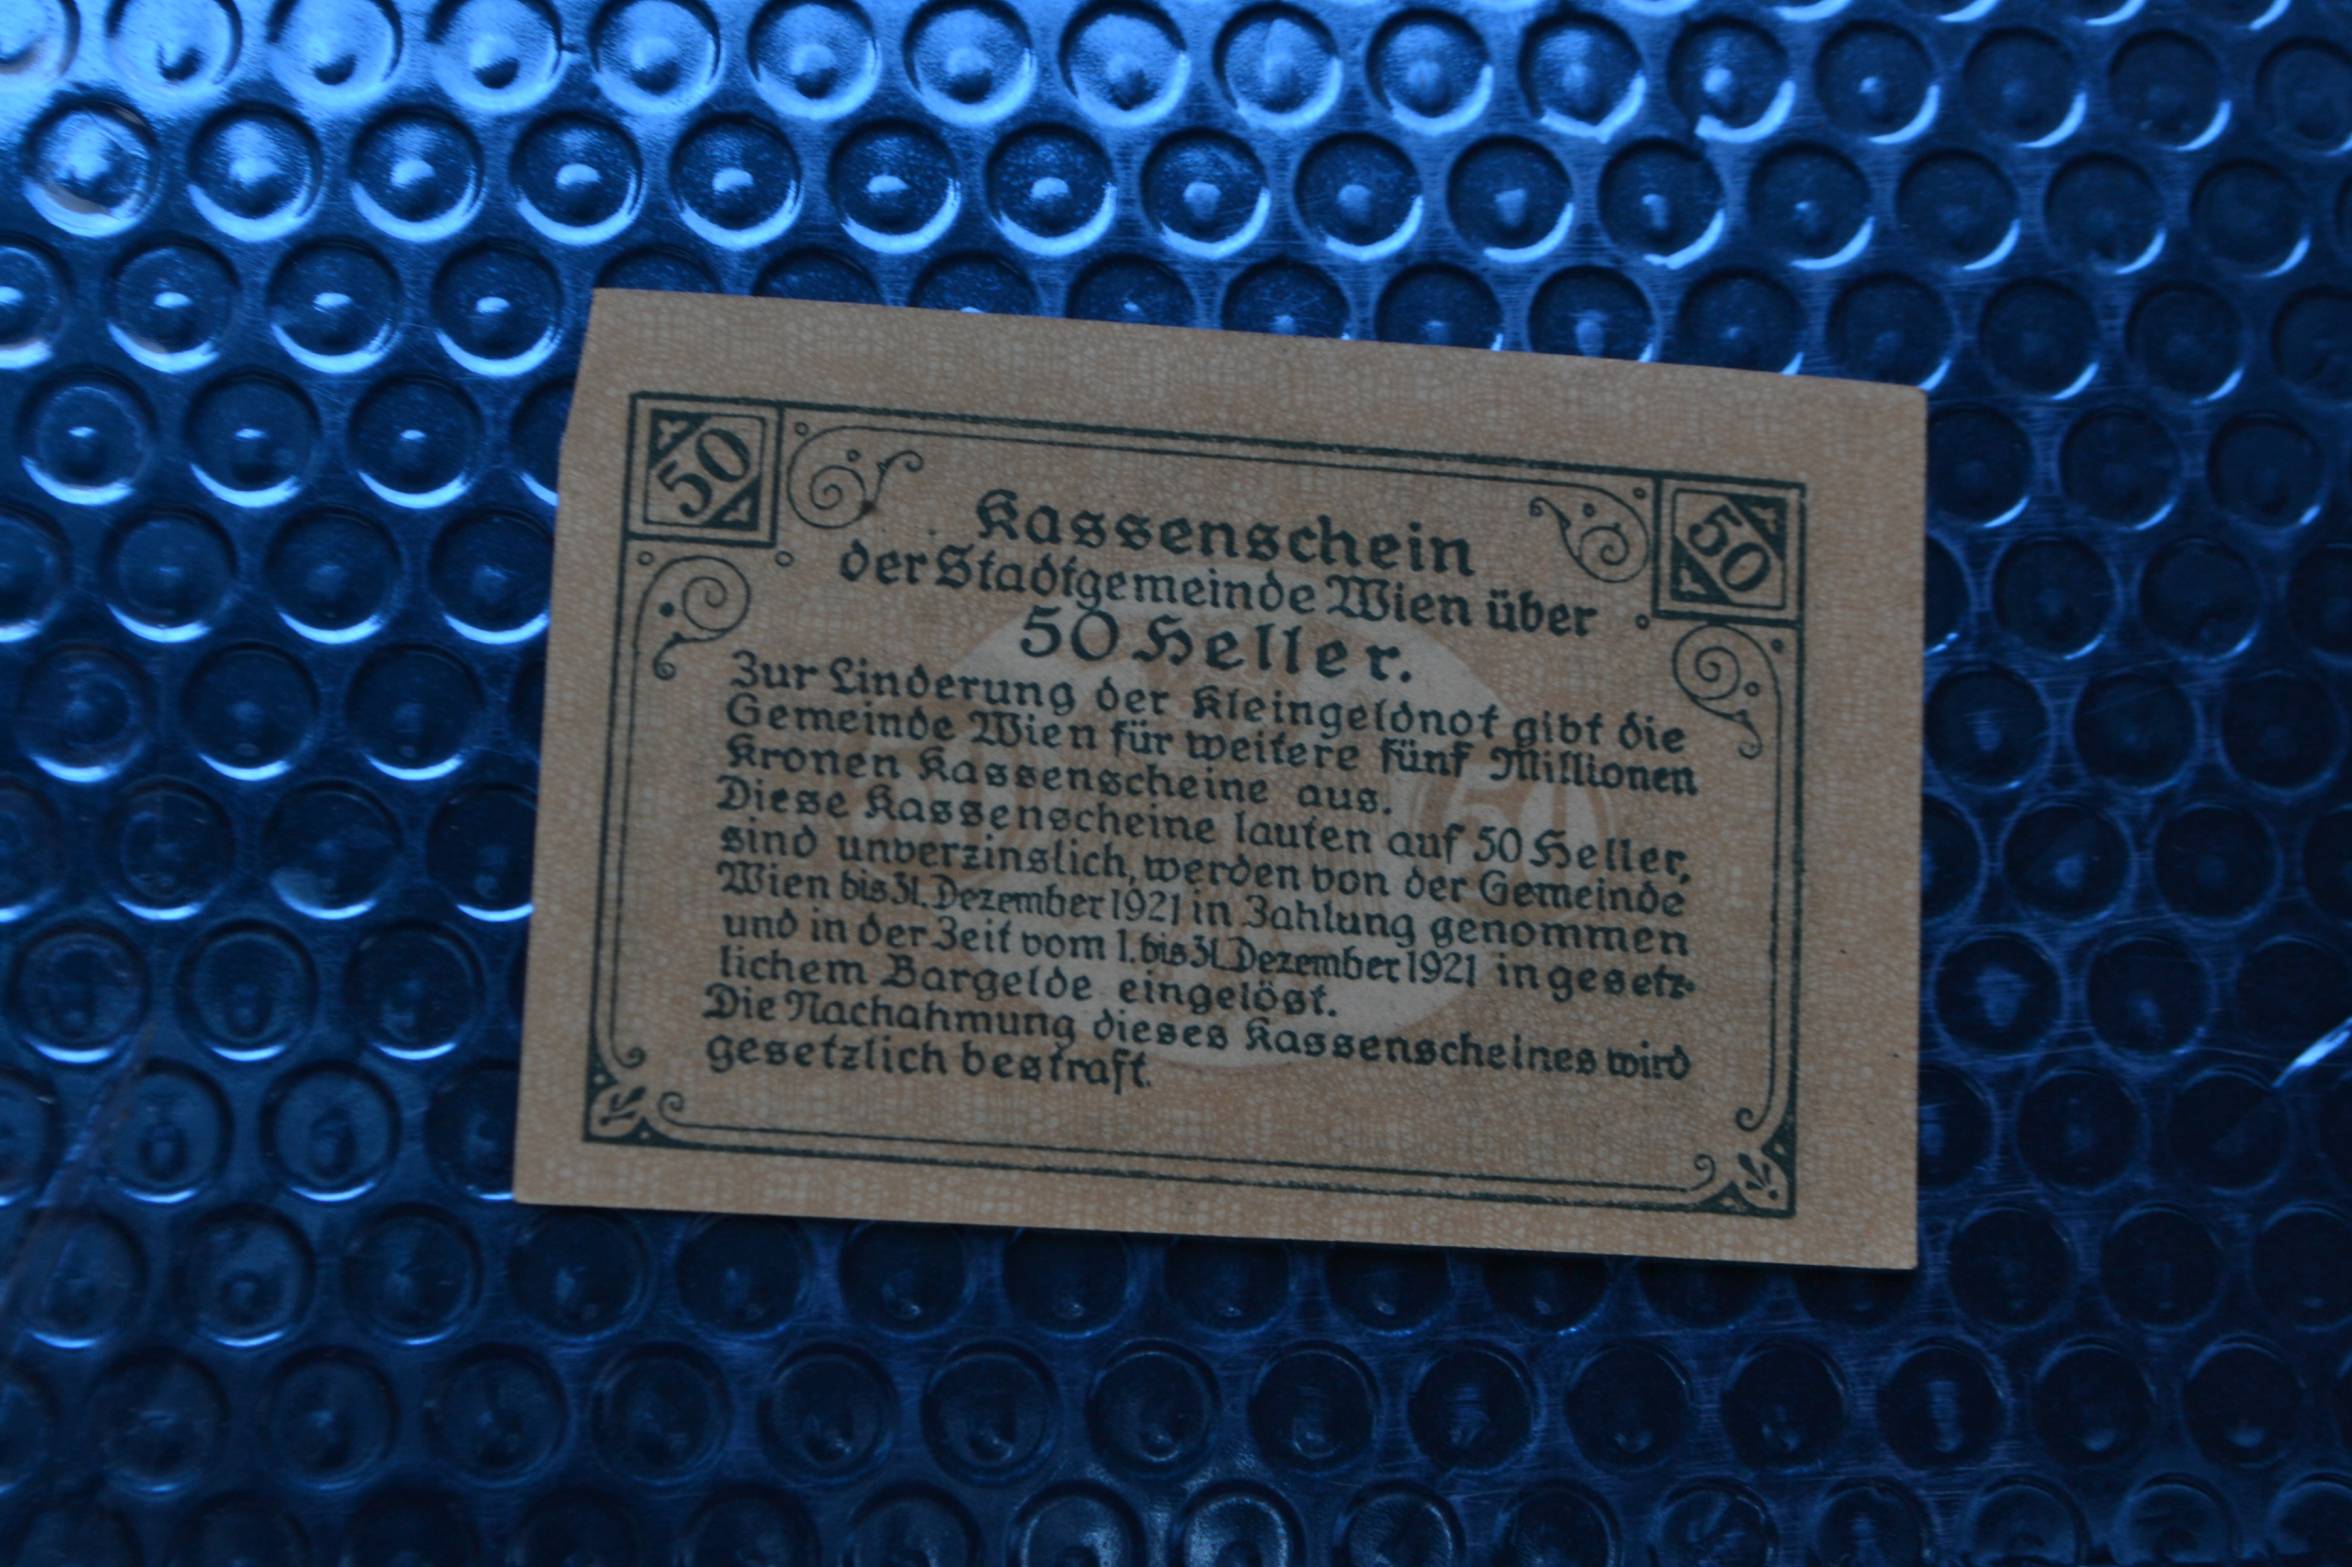 50
50
Kassenschein
der Stadtgemeinde Wien über
50 Heller.
Zur Linderung der Kleingeldnot gibt die
Gemeinde Wien für weitere fünf Millionen
Kronen Kassenscheine aus.
Diese Kassenscheine lauten auf 50 Heller,
sind unverzinslich, werden von der Gemeinde
Wien bis 31. Dezember 1921 in Zahlung genommen
und in der Zeit vom 1. bis 31. Dezember 1921 in gesetz-
lichem Bargelde eingelöst.
Die Nachahmung dieses Kassenscheines wird
gesetzlich bestraft.